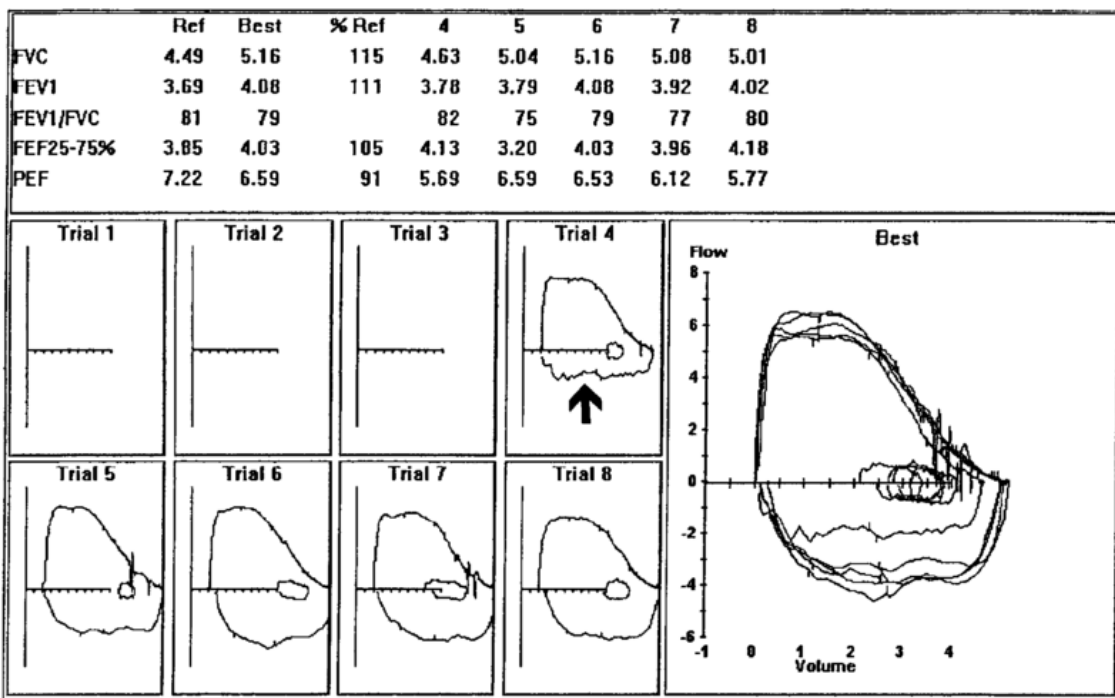 Ref Best % Ref 4 5 6 7 8
FVC 4.49 5.16 115 4.63 5.04 5.16 5.08 5.01
FEV1 3.69 4.08 111 3.78 3.79 4.08 3.92 4.02
FEV1/FVC 81 79 82 75 79 77 80
FEF25-75% 3.85 4.03 105 4.13 3.20 4.03 3.96 4.18
PEF 7.22 6.59 91 5.69 6.59 6.53 6.12 5.77
Trial 1 Trial 2 Trial 3 Trial 4 Best
Flow
8
6
4
2
0
-2
-4
-6
Trial 5 Trial 6 Trial 7 Trial 8
-1 0 1 2 3 4
Volume